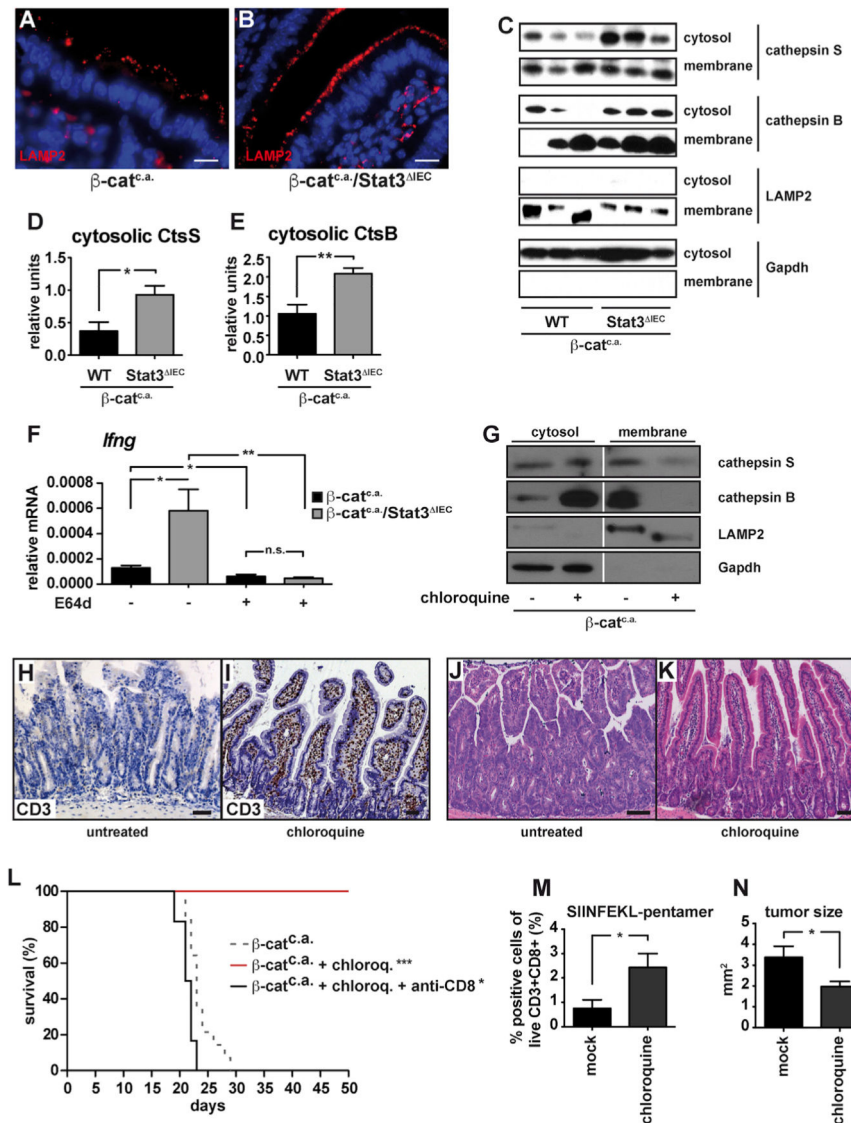 A
B
LAMP2
LAMP2
β-cat^c.a.
β-cat^c.a./Stat3^ΔIEC
C
cytosol
membrane
cathepsin S
cytosol
membrane
cathepsin B
cytosol
membrane
LAMP2
cytosol
membrane
Gapdh
WT Stat3^ΔIEC
β-cat^c.a.
D
cytosolic CtsS
relative units
1.5
1.0
0.5
0.0
*
WT Stat3^ΔIEC
β-cat^c.a.
E
cytosolic CtsB
relative units
2.5
2.0
1.5
1.0
0.5
0.0
**
WT Stat3^ΔIEC
β-cat^c.a.
F
Ifng
relative mRNA
0.0008
0.0006
0.0004
0.0002
0.0000
**
*
*
n.s.
β-cat^c.a.
β-cat^c.a./Stat3^ΔIEC
E64d - - + +
G
cytosol membrane
cathepsin S
cathepsin B
LAMP2
Gapdh
chloroquine - + - +
β-cat^c.a.
H
CD3
untreated
I
CD3
chloroquine
J
untreated
K
chloroquine
L
survival (%)
100
80
60
40
20
0
β-cat^c.a.
β-cat^c.a. + chloroq. ***
β-cat^c.a. + chloroq. + anti-CD8 *
0 5 10 15 20 25 30 35 40 45 50
days
M
SIINFEKL-pentamer
% positive cells of
live CD3+CD8+ (%)
4
3
2
1
0
*
mock
chloroquine
N
tumor size
mm²
5
4
3
2
1
0
*
mock
chloroquine